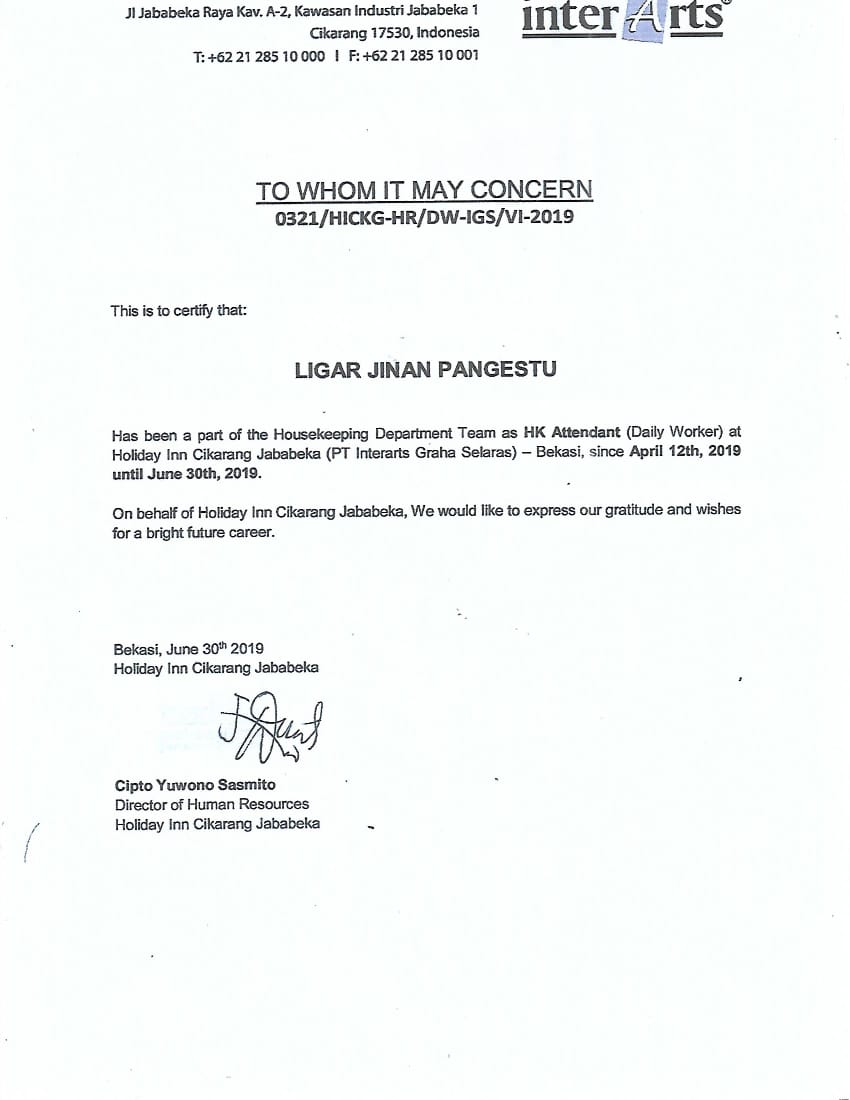 Jl Jababeka Raya Kav. A-2, Kawasan Industri Jababeka 1
Cikarang 17530, Indonesia
T: +62 21 285 10 000 I F: +62 21 285 10 001
interArts®
TO WHOM IT MAY CONCERN
0321/HICKG-HR/DW-IGS/VI-2019
This is to certify that:
LIGAR JINAN PANGESTU
Has been a part of the Housekeeping Department Team as HK Attendant (Daily Worker) at
Holiday Inn Cikarang Jababeka (PT Interarts Graha Selaras) – Bekasi, since April 12th, 2019
until June 30th, 2019.
On behalf of Holiday Inn Cikarang Jababeka, We would like to express our gratitude and wishes
for a bright future career.
Bekasi, June 30th 2019
Holiday Inn Cikarang Jababeka
Cipto Yuwono Sasmito
Director of Human Resources
Holiday Inn Cikarang Jababeka